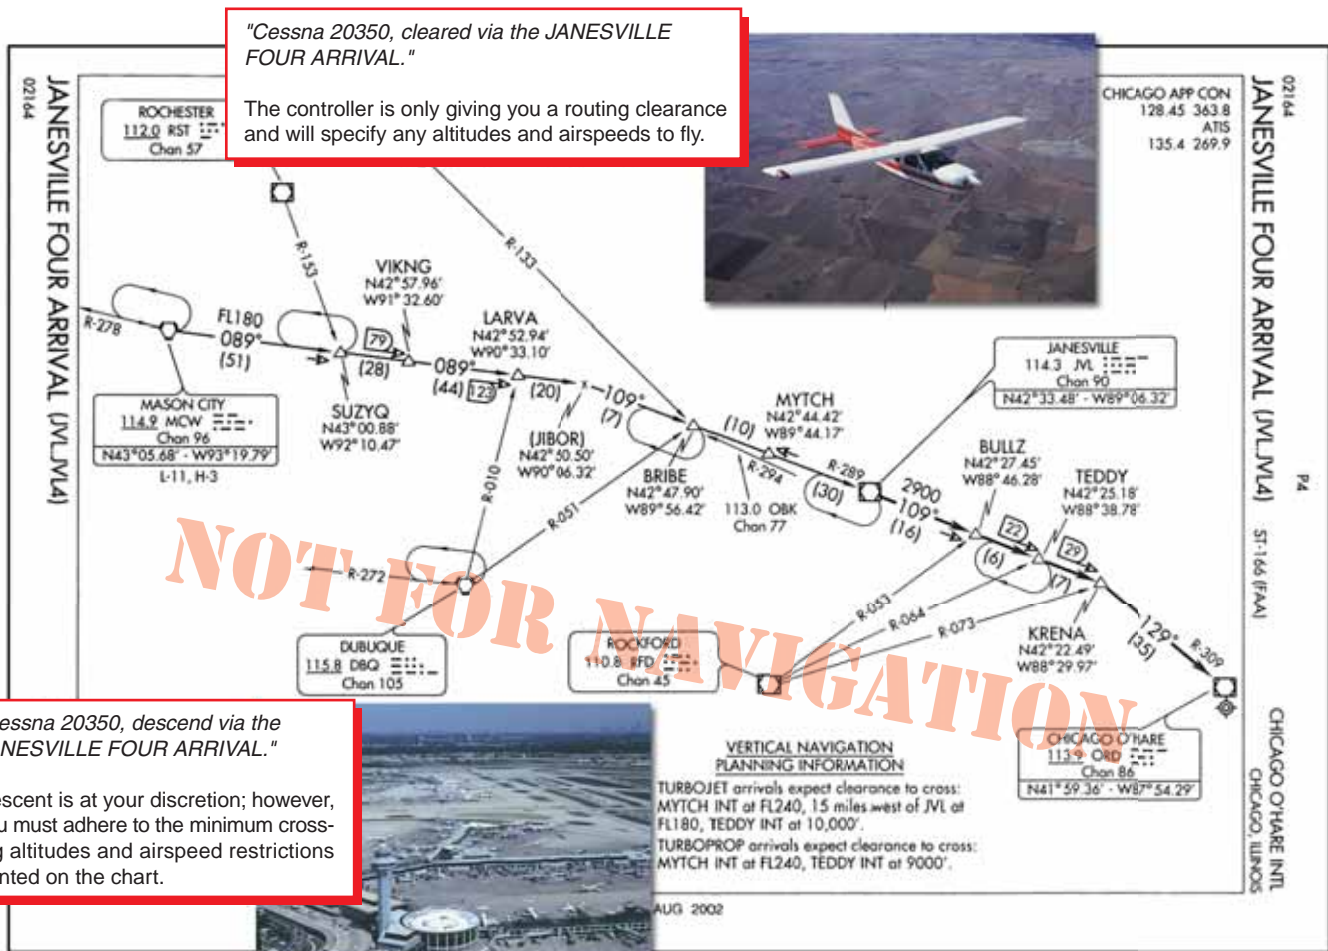 "Cessna 20350, cleared via the JANESVILLE
FOUR ARRIVAL."
The controller is only giving you a routing clearance
and will specify any altitudes and airspeeds to fly.
02164
JANESVILLE FOUR ARRIVAL (JVL.JVL4)
ROCHESTER
112.0 RST
Chan 57
CHICAGO APP CON
128.45 363.8
ATIS
135.4 269.9
02164
JANESVILLE FOUR ARRIVAL (JVL.JVL4)
P4
ST-166 (FAA)
R-153
R-133
VIKNG
N42°57.96'
W91°32.60'
LARVA
N42°52.94'
W90°33.10'
R-278
FL180
089°
(51)
79
(28)
089°
(44)
123
(20)
109°
(7)
MASON CITY
114.9 MCW
Chan 96
N43°05.68' - W93°19.79'
L-11, H-3
SUZYQ
N43°00.88'
W92°10.47'
(JIBOR)
N42°50.50'
W90°06.32'
BRIBE
N42°47.90'
W89°56.42'
(10)
MYTCH
N42°44.42'
W89°44.17'
R-294
R-289
(30)
113.0 OBK
Chan 77
JANESVILLE
114.3 JVL
Chan 90
N42°33.48' - W89°06.32'
2900
109°
(16)
BULLZ
N42°27.45'
W88°46.28'
TEDDY
N42°25.18'
W88°38.78'
22
(6)
29
(7)
R-010
R-051
R-272
DUBUQUE
115.8 DBQ
Chan 105
R-053
R-064
R-073
ROCKFORD
110.8 RFD
Chan 45
KRENA
N42°22.49'
W88°29.97'
129°
(35)
R-309
CHICAGO O'HARE
113.9 ORD
Chan 86
N41°59.36' - W87°54.29'
NOT FOR NAVIGATION
essna 20350, descend via the
NESVILLE FOUR ARRIVAL."
escent is at your discretion; however,
u must adhere to the minimum cross-
g altitudes and airspeed restrictions
nted on the chart.
VERTICAL NAVIGATION
PLANNING INFORMATION
TURBOJET arrivals expect clearance to cross:
MYTCH INT at FL240, 15 miles west of JVL at
FL180, TEDDY INT at 10,000'.
TURBOPROP arrivals expect clearance to cross:
MYTCH INT at FL240, TEDDY INT at 9000'.
CHICAGO O'HARE INTL
CHICAGO, ILLINOIS
AUG 2002